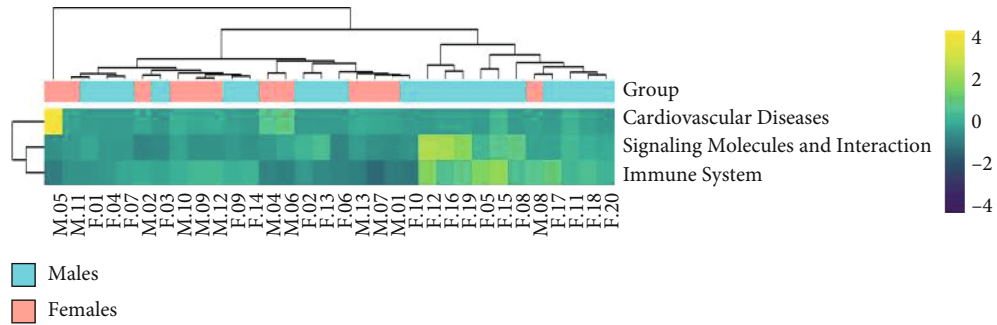 4
2
0
−2
−4
Group
Cardiovascular Diseases
Signaling Molecules and Interaction
Immune System
M.05
M.11
F.01
F.04
F.07
M.02
F.03
M.10
M.09
M.12
F.09
F.14
M.04
M.06
F.02
F.13
F.06
M.13
M.07
M.01
F.10
F.12
F.16
F.19
F.05
F.15
F.08
M.08
F.17
F.11
F.18
F.20
Males
Females